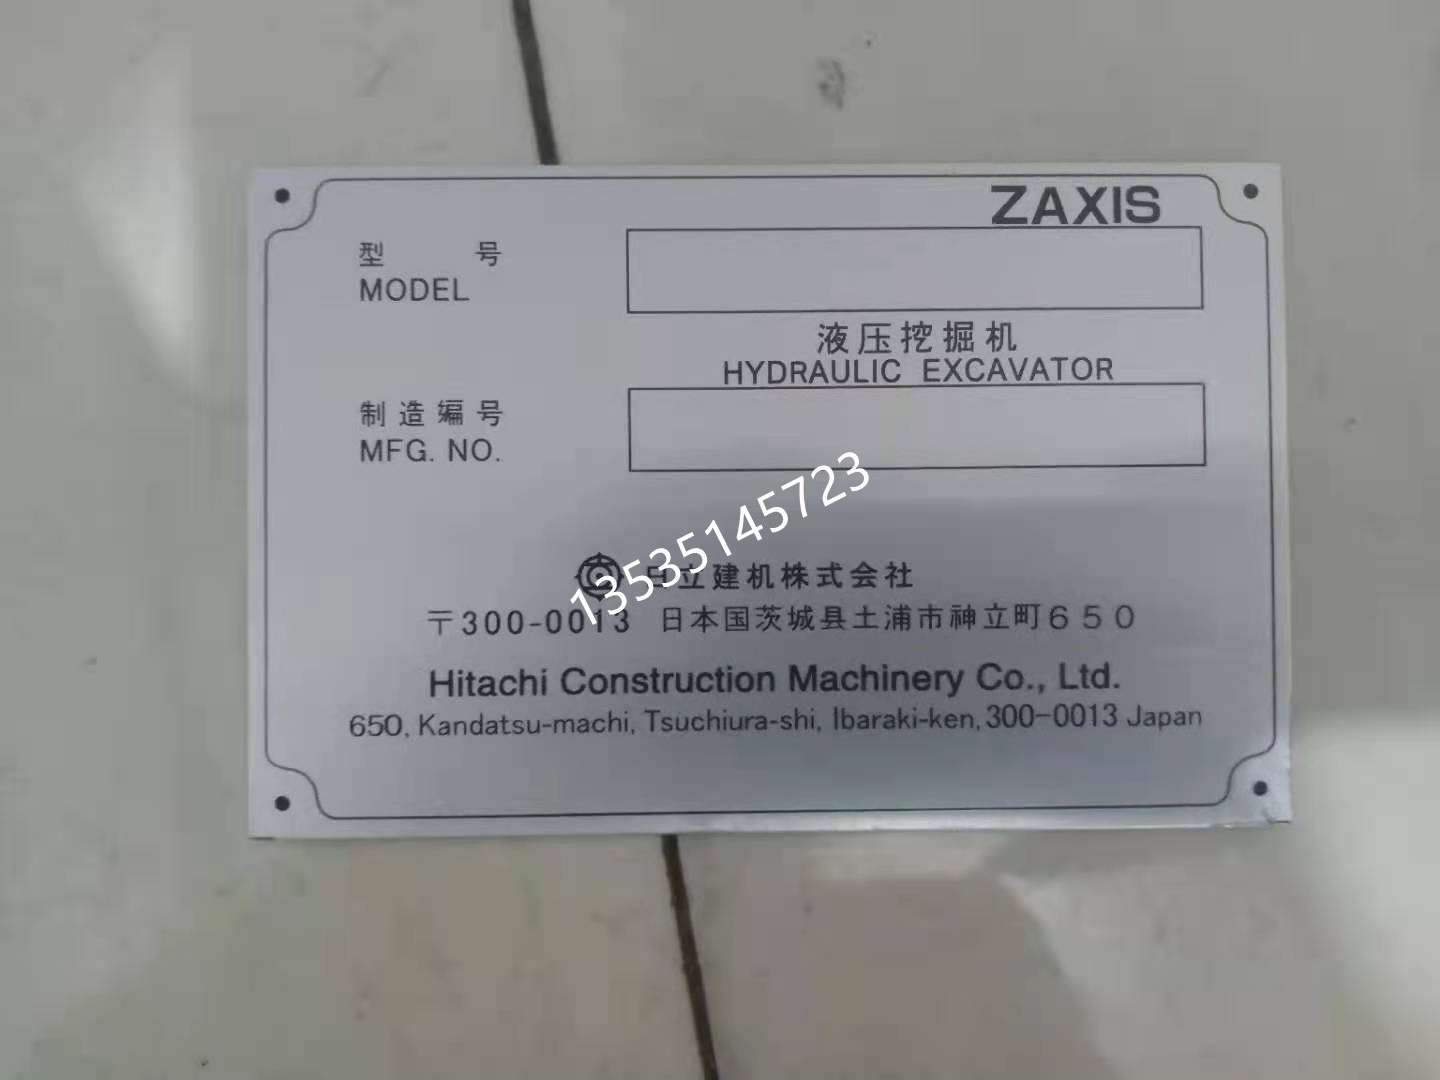 ZAXIS
型 号
MODEL
液压挖掘机
HYDRAULIC EXCAVATOR
制造编号
MFG. NO.
13535145723
日立建机株式会社
〒300-0013 日本国茨城县土浦市神立町650
Hitachi Construction Machinery Co., Ltd.
650, Kandatsu-machi, Tsuchiura-shi, Ibaraki-ken, 300-0013 Japan